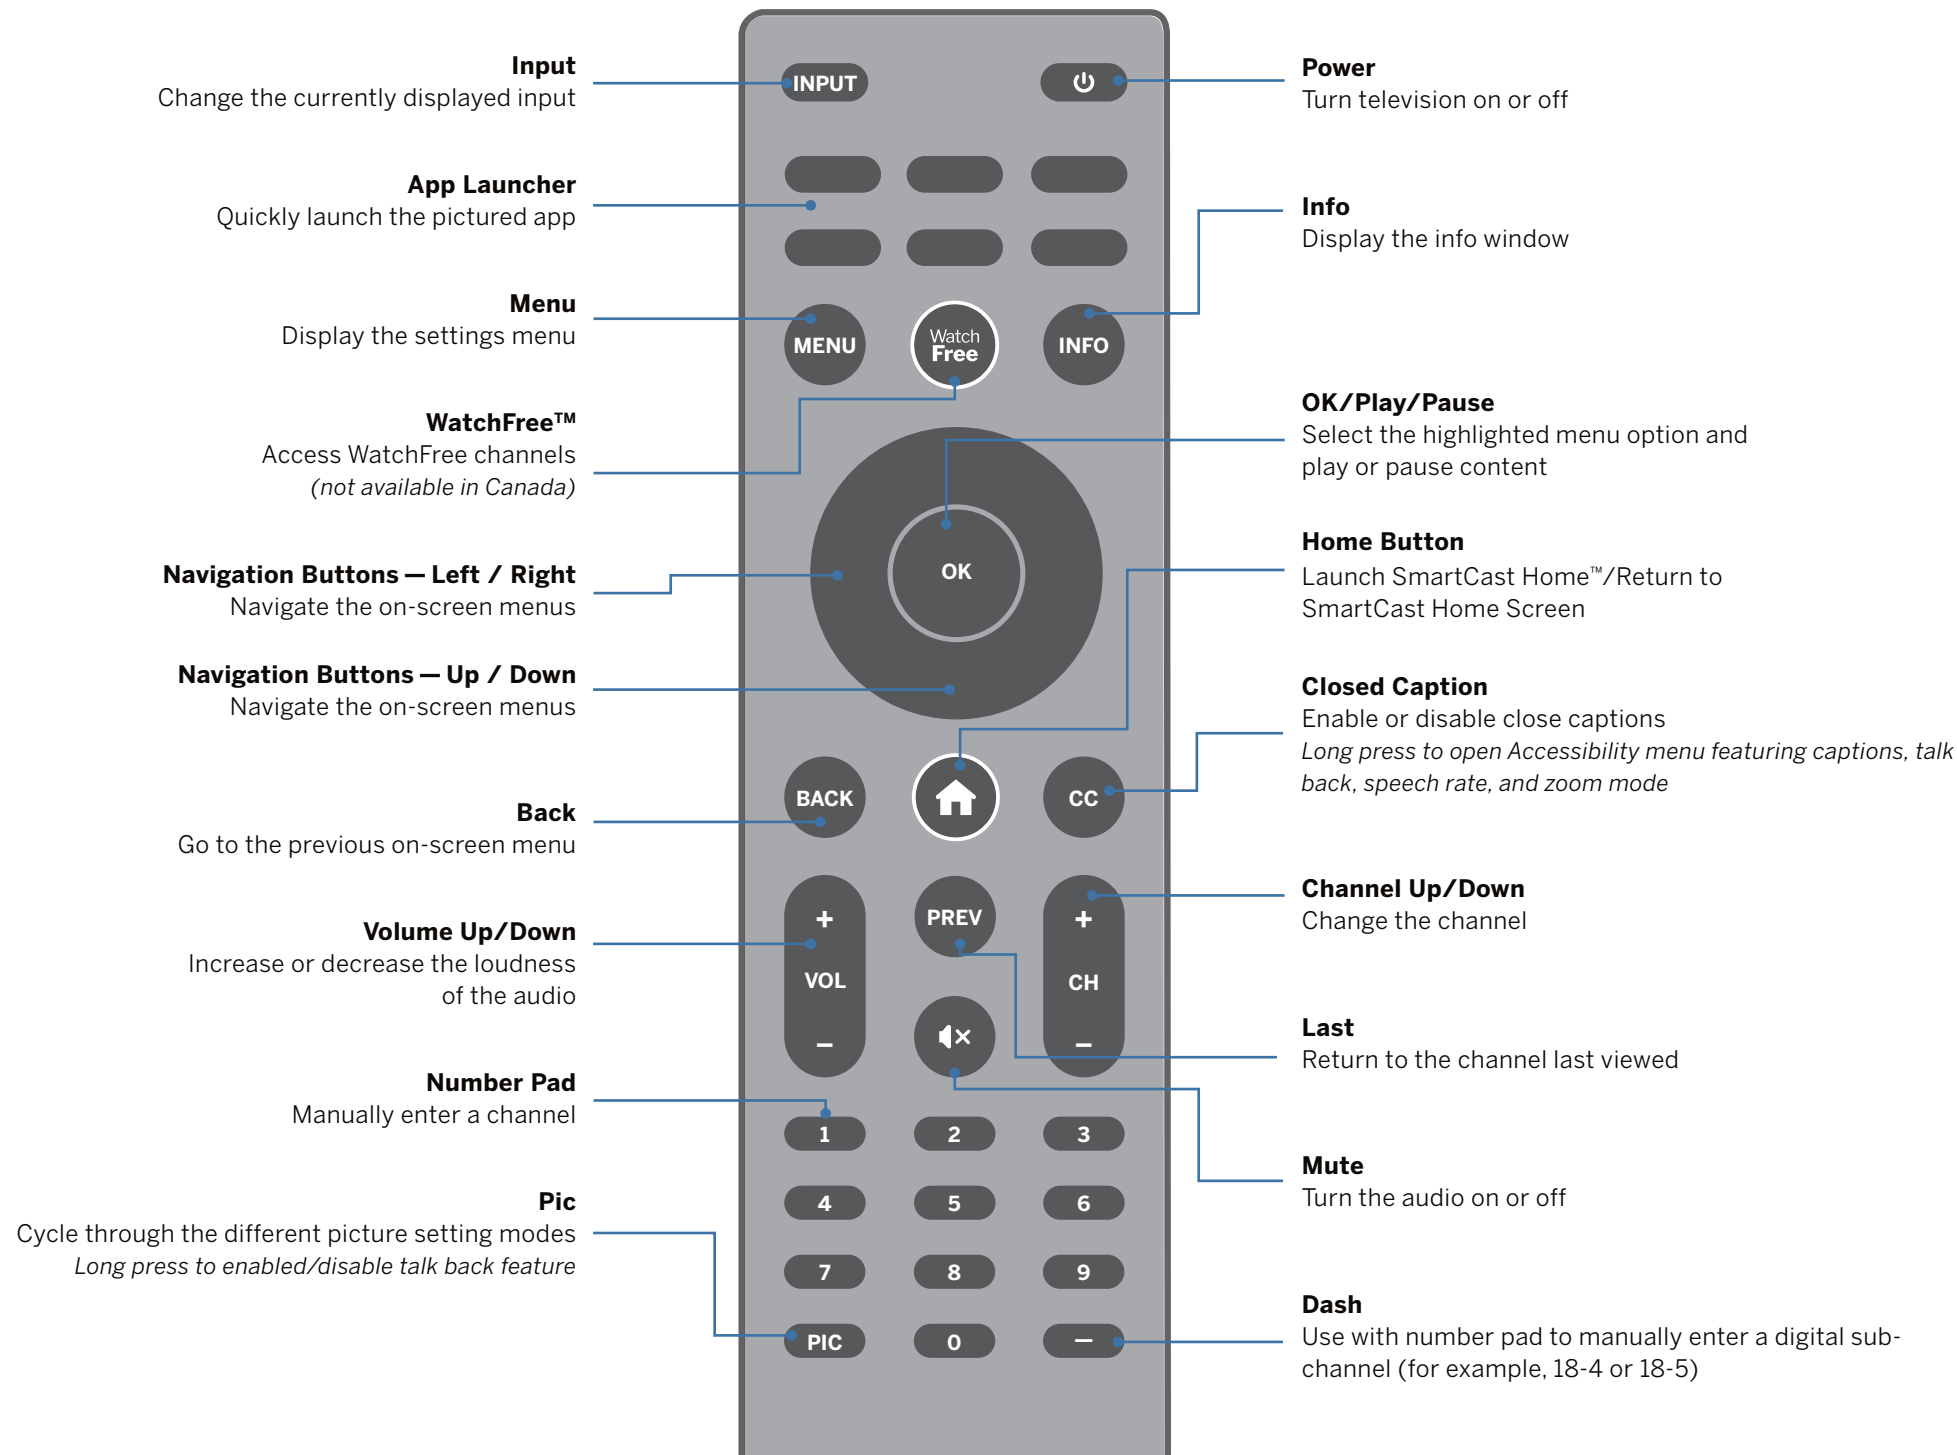 Input
Change the currently displayed input
App Launcher
Quickly launch the pictured app
Menu
Display the settings menu
WatchFree™
Access WatchFree channels
(not available in Canada)
Navigation Buttons — Left / Right
Navigate the on-screen menus
Navigation Buttons — Up / Down
Navigate the on-screen menus
Back
Go to the previous on-screen menu
Volume Up/Down
Increase or decrease the loudness
of the audio
Number Pad
Manually enter a channel
Pic
Cycle through the different picture setting modes
Long press to enabled/disable talk back feature
INPUT
MENU
Watch
Free
INFO
OK
BACK
CC
+
VOL
–
PREV
+
CH
–
1
2
3
4
5
6
7
8
9
PIC
0
–
Power
Turn television on or off
Info
Display the info window
OK/Play/Pause
Select the highlighted menu option and
play or pause content
Home Button
Launch SmartCast Home™/Return to
SmartCast Home Screen
Closed Caption
Enable or disable close captions
Long press to open Accessibility menu featuring captions, talk
back, speech rate, and zoom mode
Channel Up/Down
Change the channel
Last
Return to the channel last viewed
Mute
Turn the audio on or off
Dash
Use with number pad to manually enter a digital sub-
channel (for example, 18-4 or 18-5)